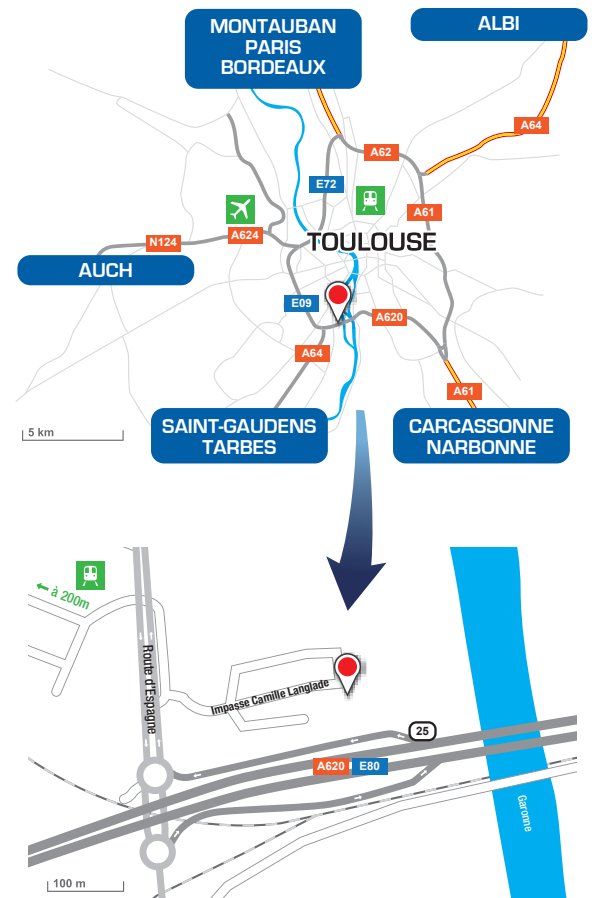 MONTAUBAN
PARIS
BORDEAUX
ALBI
A64
A62
E72
A61
TOULOUSE
A624
N124
AUCH
E09
A620
A64
A61
SAINT-GAUDENS
TARBES
CARCASSONNE
NARBONNE
5 km
à 200m
Route d'Espagne
Impasse Camille Langlade
25
A620
E80
Garonne
100 m